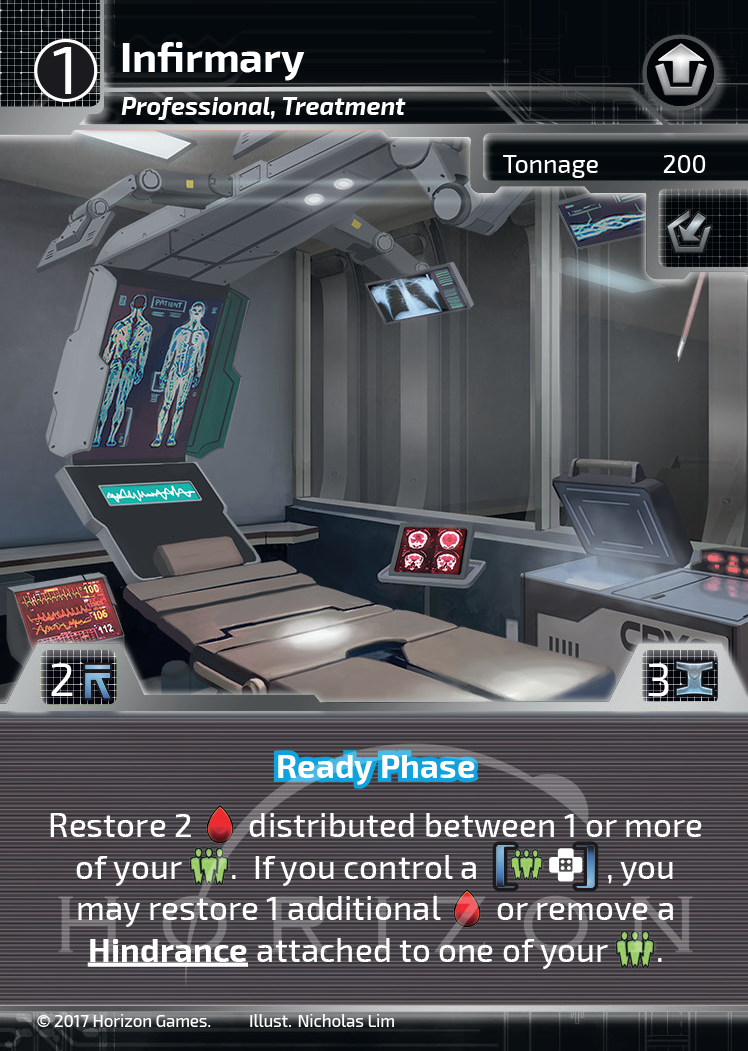 1
Infirmary
Professional, Treatment
Tonnage 200
PATIENT
100
106
112
CRYO
2
3
Ready Phase
Restore 2 distributed between 1 or more
of your . If you control a [ ] , you
may restore 1 additional or remove a
Hindrance attached to one of your .
HORIZON
© 2017 Horizon Games. Illust. Nicholas Lim